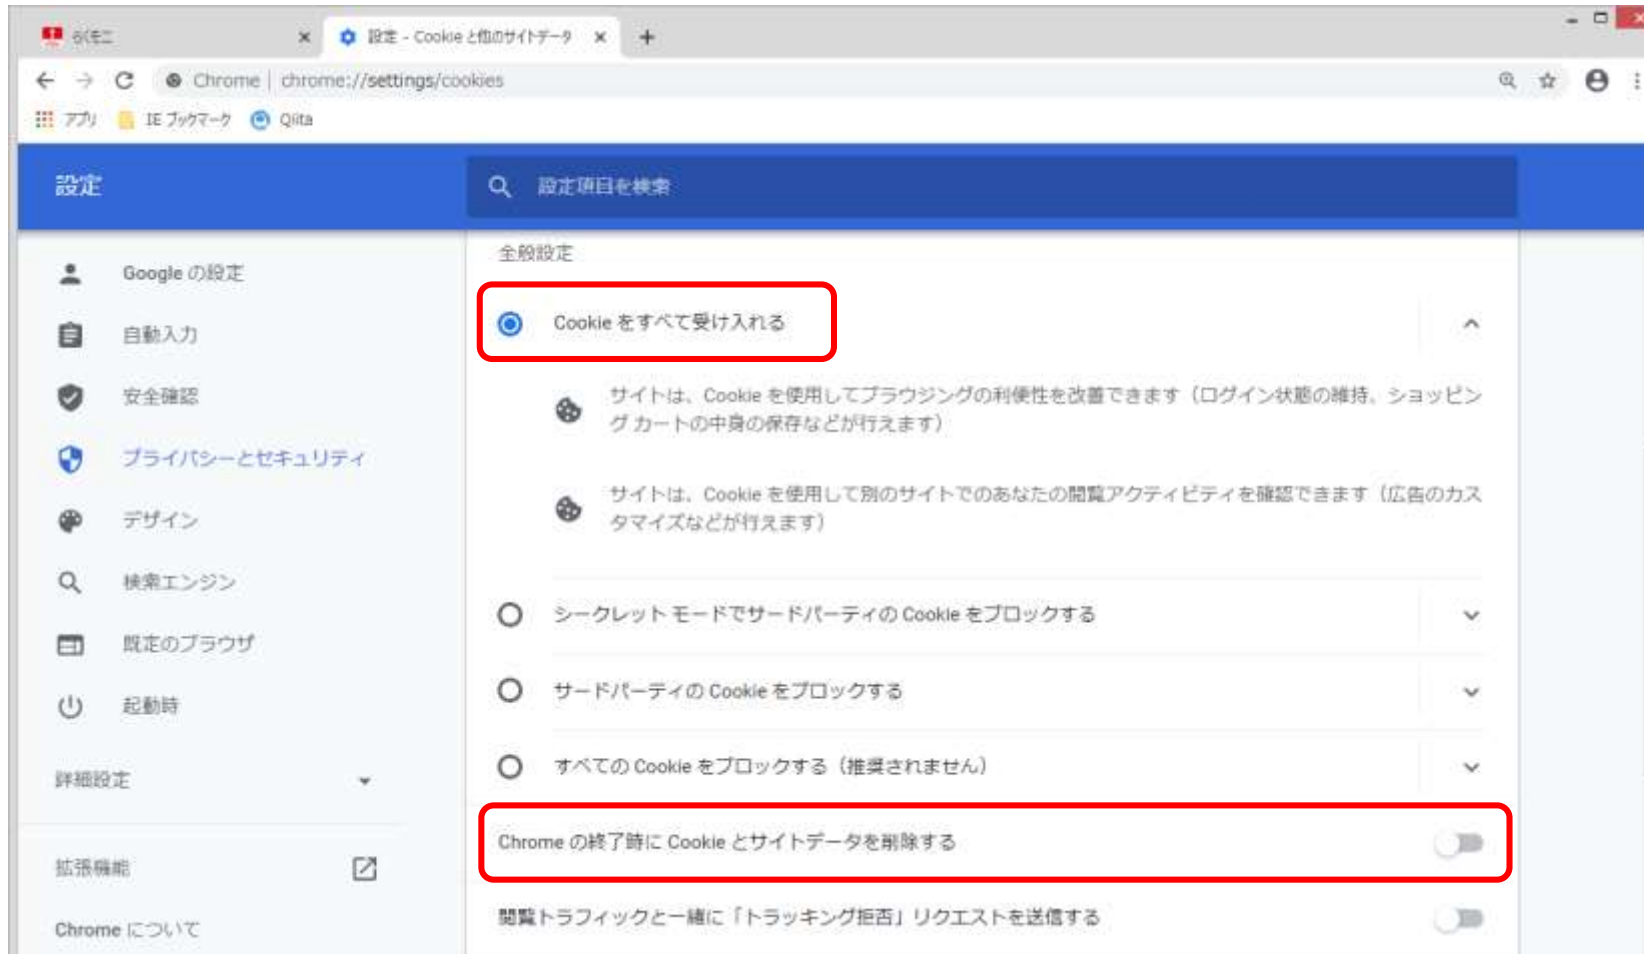 らくモニ
設定 - Cookie と他のサイトデータ
Chrome | chrome://settings/cookies
アプリ IE ブックマーク Qiita
設定
設定項目を検索
Google の設定
自動入力
安全確認
プライバシーとセキュリティ
デザイン
検索エンジン
既定のブラウザ
起動時
詳細設定
拡張機能
Chrome について
全般設定
Cookie をすべて受け入れる
サイトは、Cookie を使用してブラウジングの利便性を改善できます（ログイン状態の維持、ショッピン
グ カートの中身の保存などが行えます）
サイトは、Cookie を使用して別のサイトでのあなたの閲覧アクティビティを確認できます（広告のカス
タマイズなどが行えます）
シークレット モードでサードパーティの Cookie をブロックする
サードパーティの Cookie をブロックする
すべての Cookie をブロックする（推奨されません）
Chrome の終了時に Cookie とサイトデータを削除する
閲覧トラフィックと一緒に「トラッキング拒否」リクエストを送信する